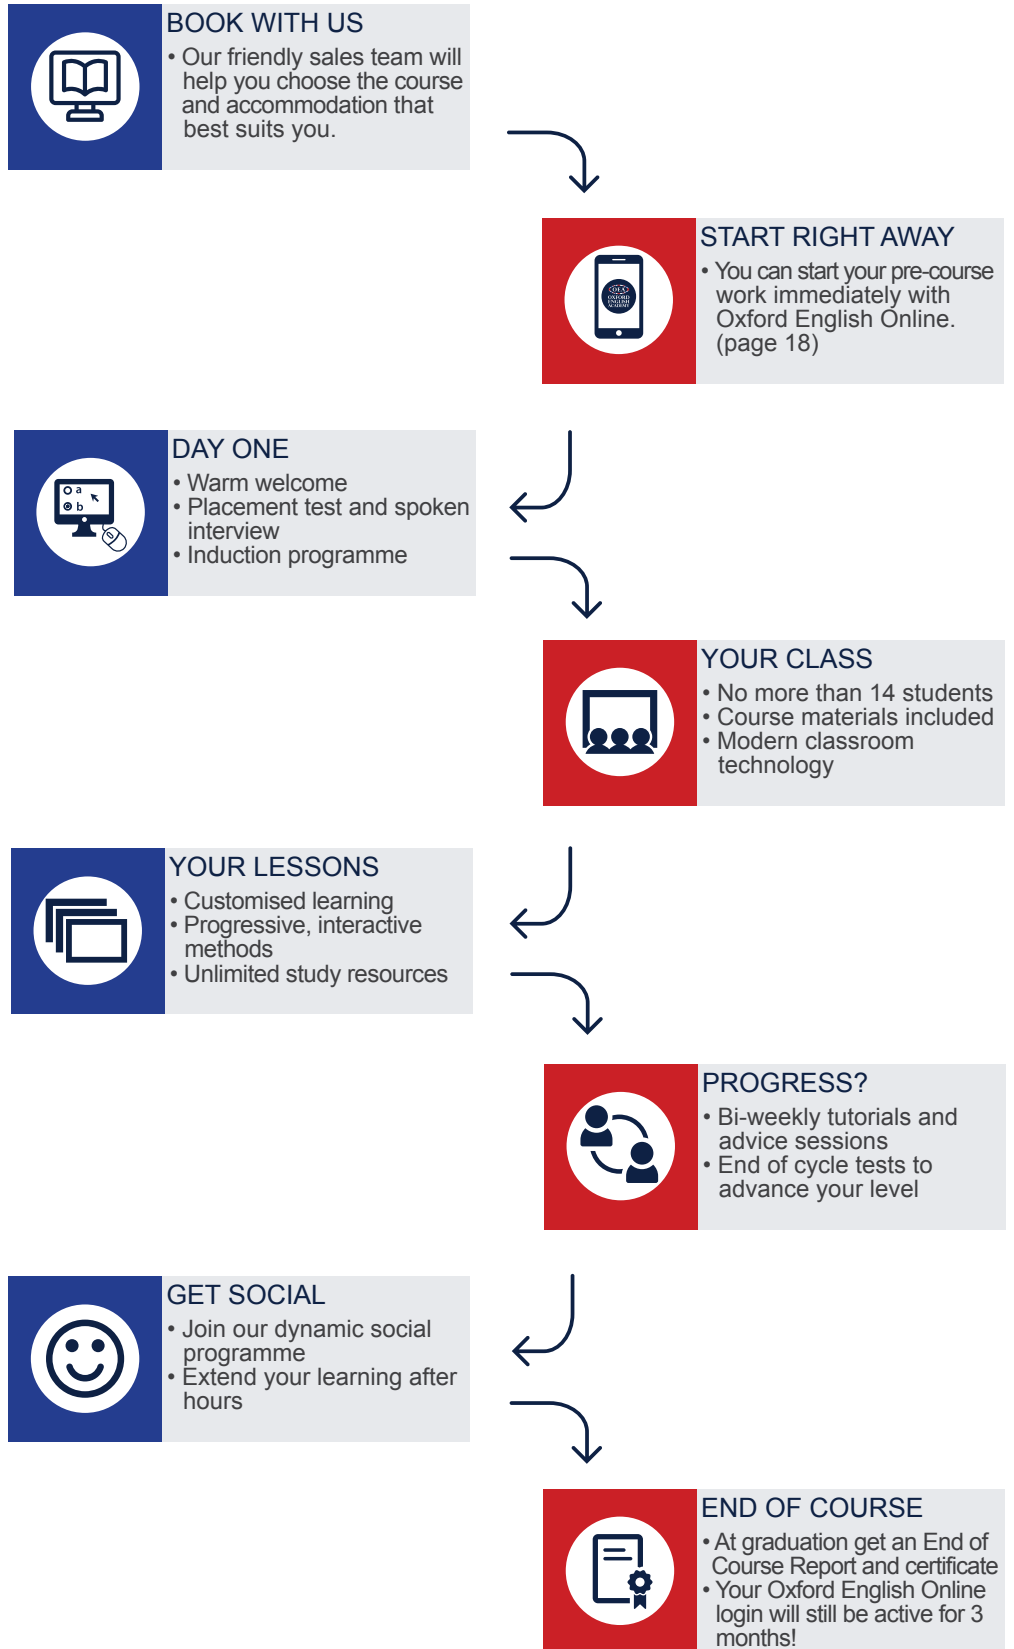 BOOK WITH US
• Our friendly sales team will
help you choose the course
and accommodation that
best suits you.
START RIGHT AWAY
• You can start your pre-course
work immediately with
Oxford English Online.
(page 18)
OEA
OXFORD
ENGLISH
ACADEMY
DAY ONE
• Warm welcome
• Placement test and spoken
interview
• Induction programme
a
b
YOUR CLASS
• No more than 14 students
• Course materials included
• Modern classroom
technology
YOUR LESSONS
• Customised learning
• Progressive, interactive
methods
• Unlimited study resources
PROGRESS?
• Bi-weekly tutorials and
advice sessions
• End of cycle tests to
advance your level
GET SOCIAL
• Join our dynamic social
programme
• Extend your learning after
hours
END OF COURSE
• At graduation get an End of
Course Report and certificate
• Your Oxford English Online
login will still be active for 3
months!